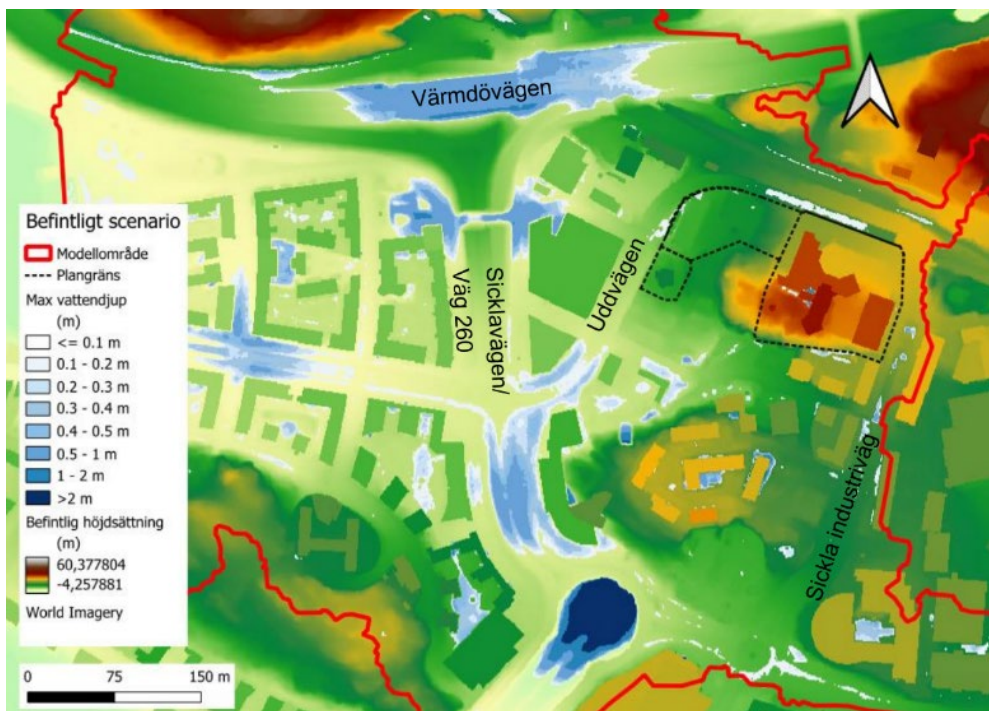 Värmdövägen
Uddvägen
Sicklavägen/
Väg 260
Sickla industriväg
Befintligt scenario
Modellområde
Plangräns
Max vattendjup
(m)
<= 0.1 m
0.1 - 0.2 m
0.2 - 0.3 m
0.3 - 0.4 m
0.4 - 0.5 m
0.5 - 1 m
1 - 2 m
>2 m
Befintlig höjdsättning
(m)
60,377804
-4,257881
World Imagery
0 75 150 m